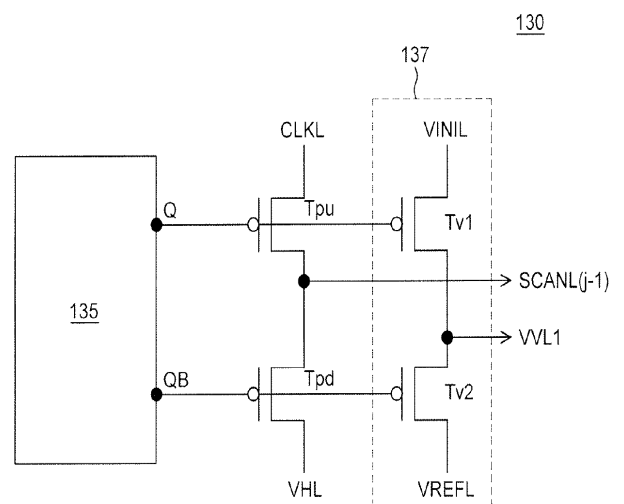 130
137
CLKL
VINIL
Q
Tpu
Tv1
SCANL(j-1)
135
VVL1
QB
Tpd
Tv2
VHL
VREFL